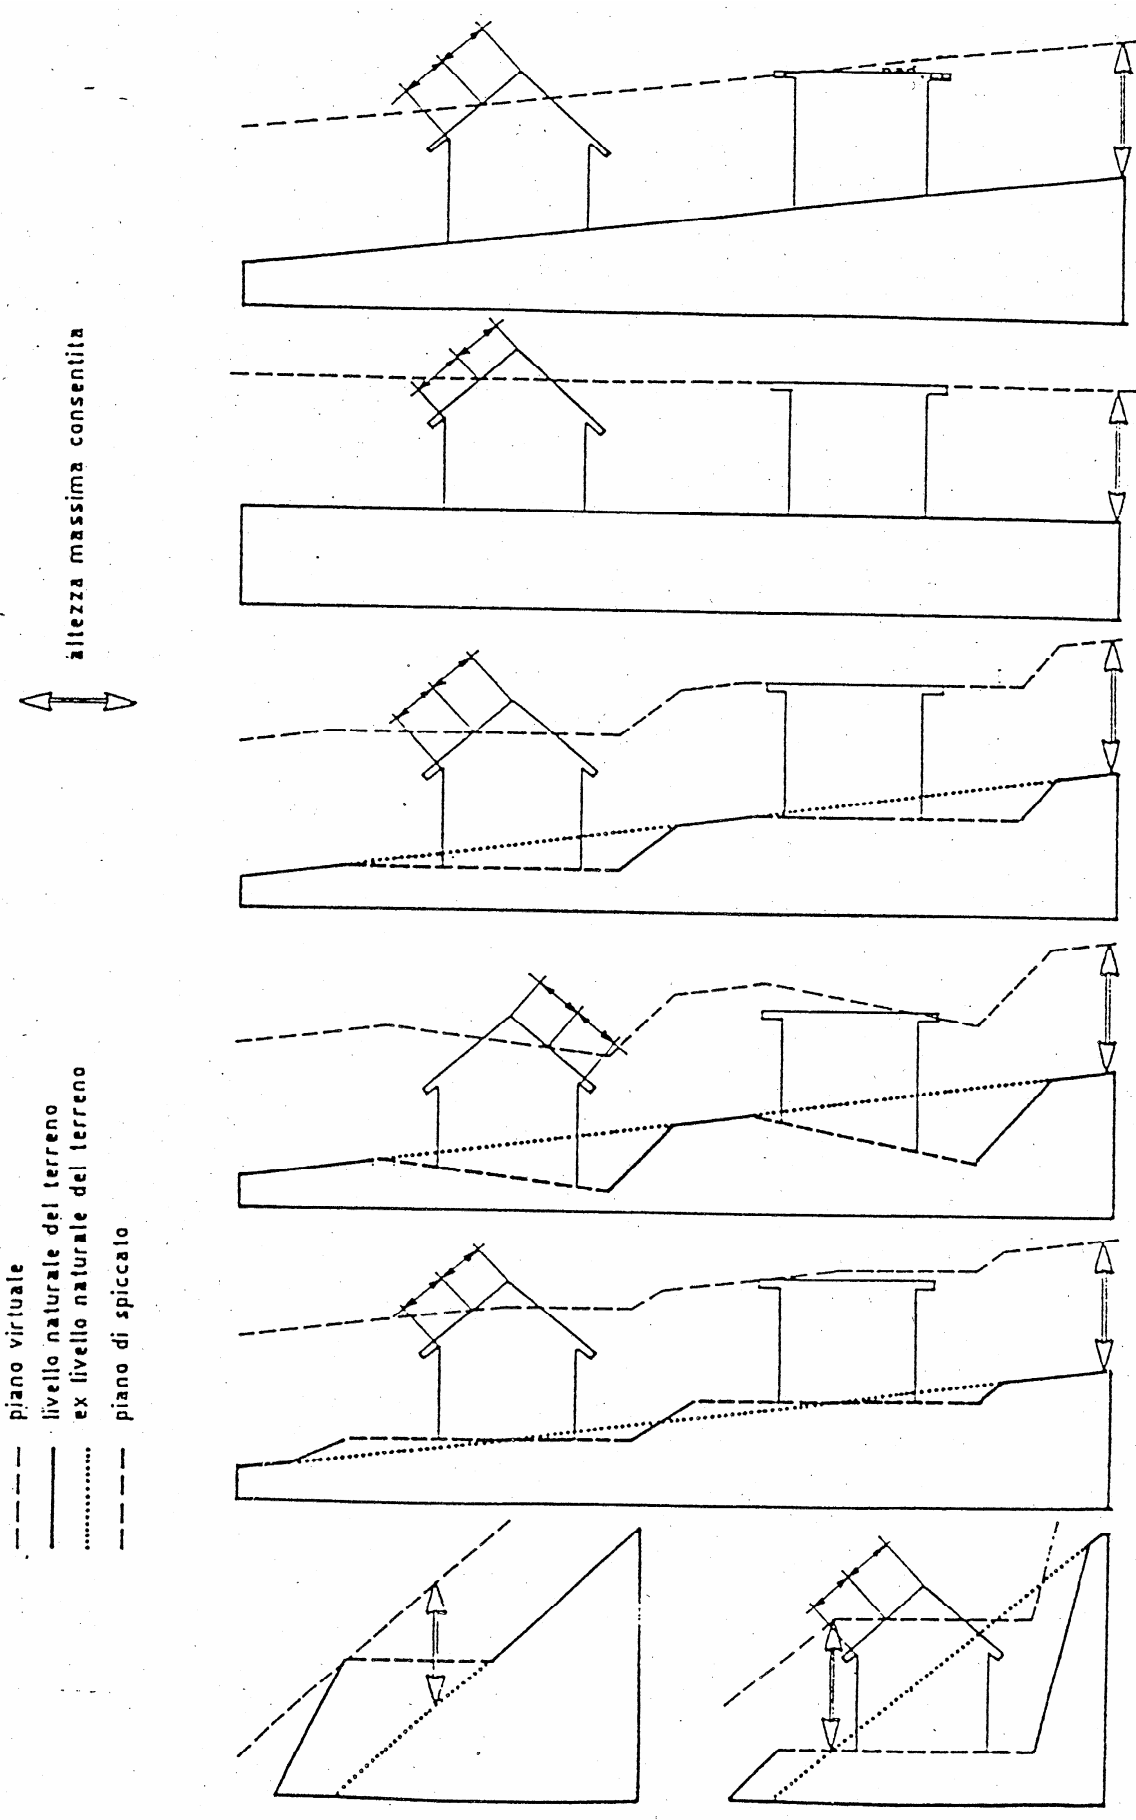 piano virtuale
livello naturale del terreno
ex livello naturale del terreno
piano di spiccato
altezza massima consentita